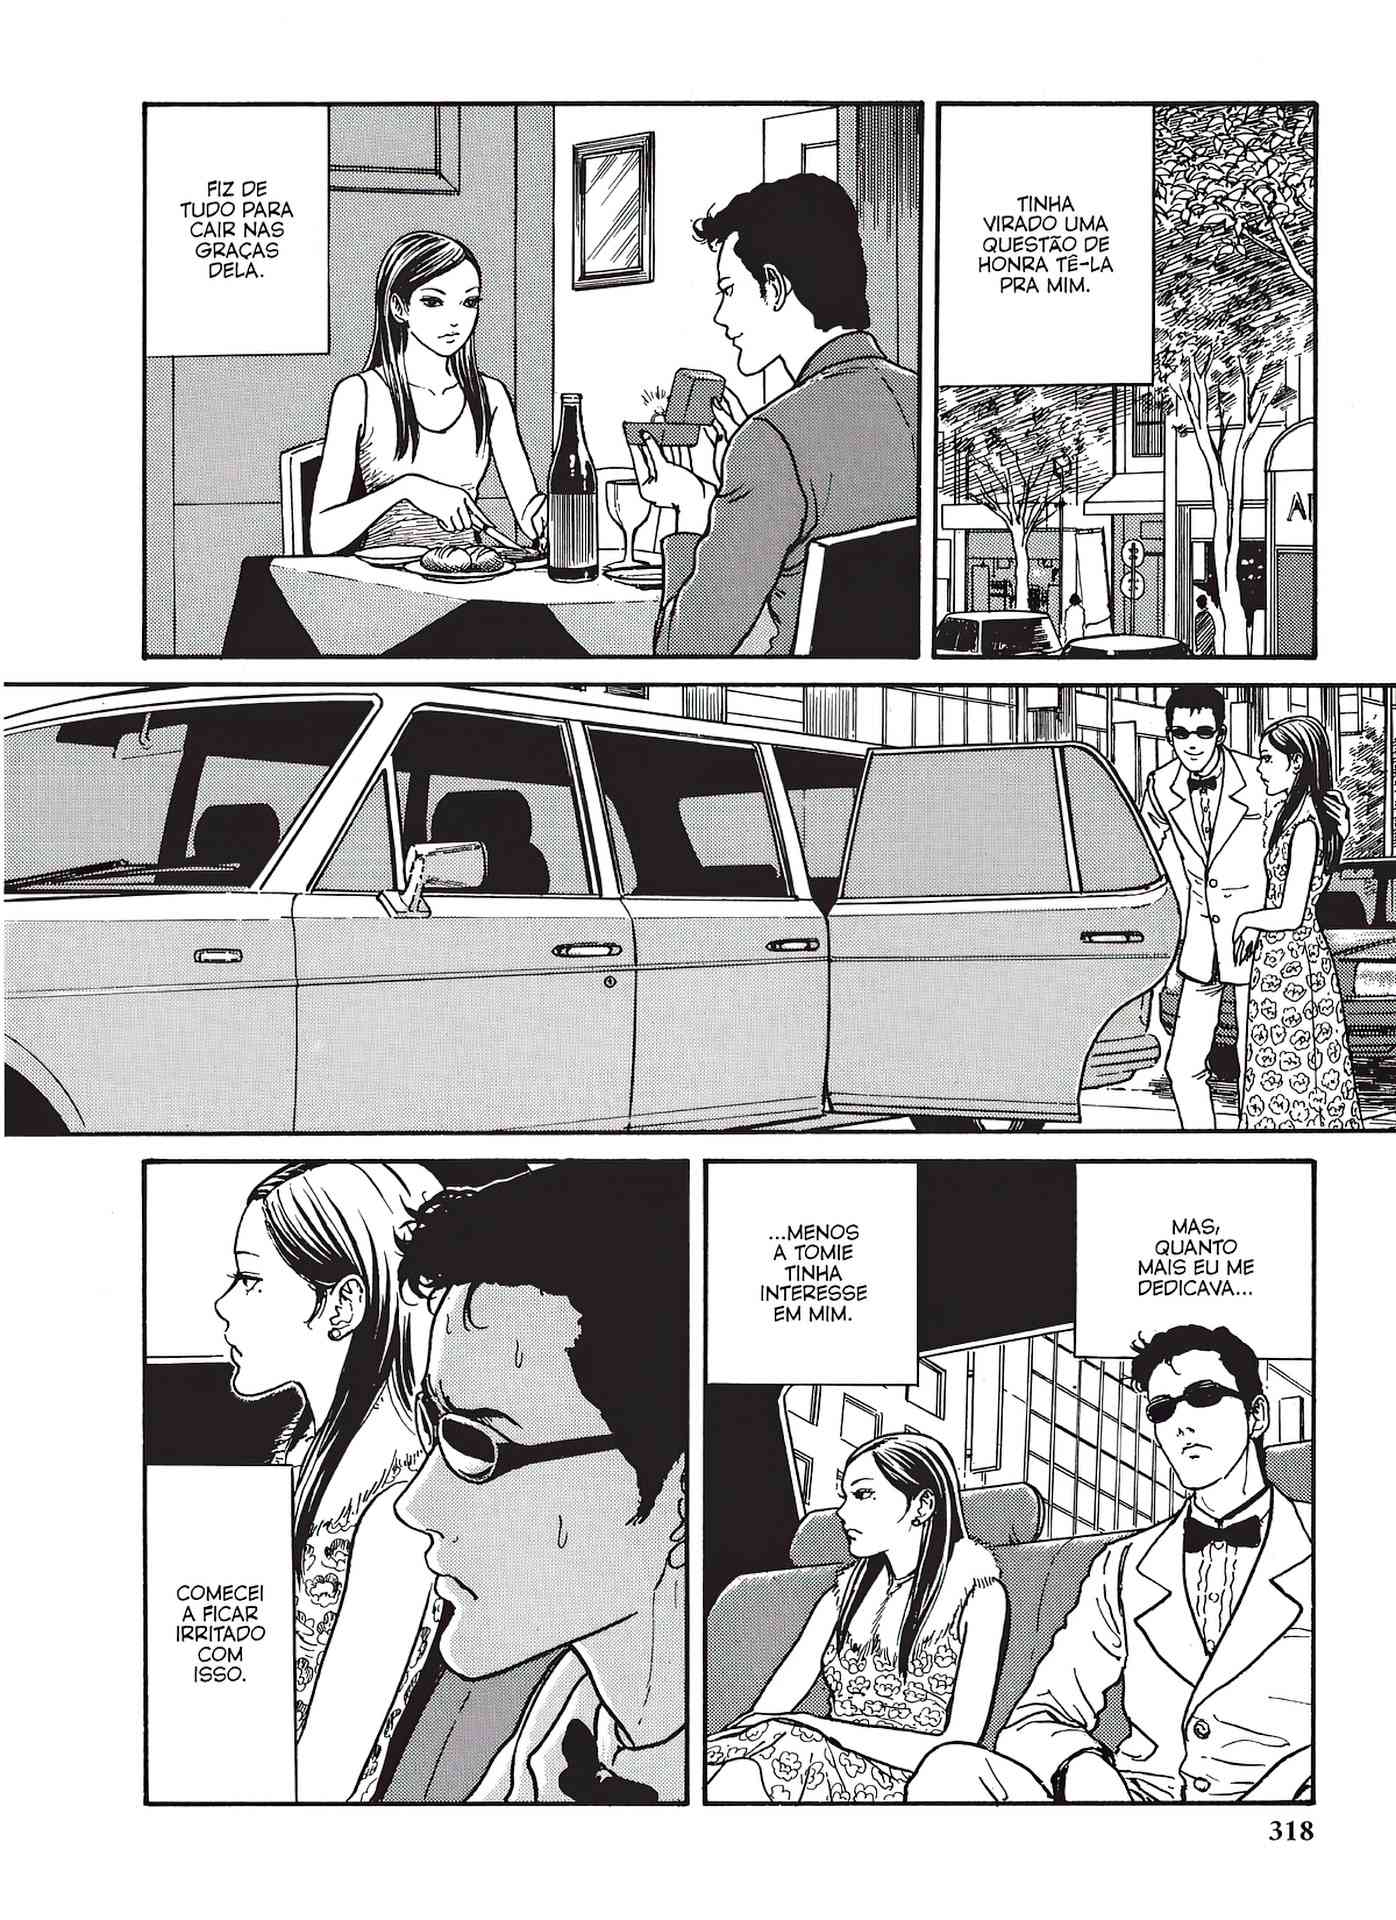 TINHA
VIRADO UMA
QUESTÃO DE
HONRA TÊ-LA
PRA MIM.
FIZ DE
TUDO PARA
CAIR NAS
GRAÇAS
DELA.
MAS,
QUANTO
MAIS EU ME
DEDICAVA...
...MENOS
A TOMIE
TINHA
INTERESSE
EM MIM.
COMECEI
A FICAR
IRRITADO
COM
ISSO.
318